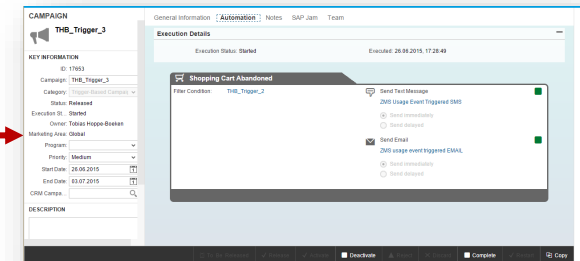 CAMPAIGN
THB_Trigger_3
KEY INFORMATION
ID: 17653
Campaign: THB_Trigger_3
Category: Trigger-Based Campai
Status: Released
Execution St... Started
Owner: Tobias Hoppe-Boeken
Marketing Area: Global
Program:
Priority: Medium
Start Date: 26.06.2015
End Date: 03.07.2015
CRM Campa...
DESCRIPTION
General Information Automation Notes SAP Jam Team
Execution Details
Execution Status: Started Executed: 26.06.2015, 17:28:49
Shopping Cart Abandoned
Filter Condition: THB_Trigger_2
Send Text Message
ZMS Usage Event Triggered SMS
Send immediately
Send delayed
Send Email
ZMS usage event triggered EMAIL
Send immediately
Send delayed
Deactivate Complete Copy